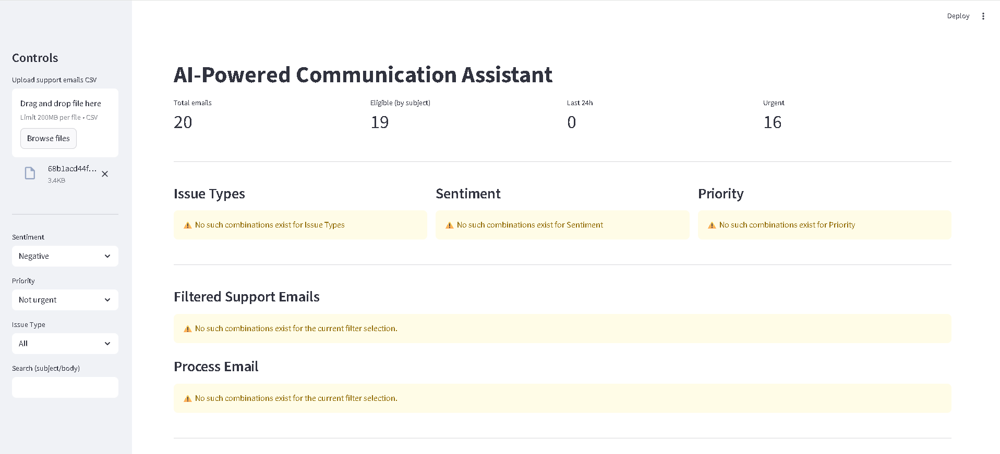 Deploy
Controls
Upload support emails CSV
Drag and drop file here
Limit 200MB per file • CSV
Browse files
68b1acd44f...
3.4KB
Sentiment
Negative
Priority
Not urgent
Issue Type
All
Search (subject/body)
AI-Powered Communication Assistant
Total emails
20
Eligible (by subject)
19
Last 24h
0
Urgent
16
Issue Types
No such combinations exist for Issue Types
Sentiment
No such combinations exist for Sentiment
Priority
No such combinations exist for Priority
Filtered Support Emails
No such combinations exist for the current filter selection.
Process Email
No such combinations exist for the current filter selection.